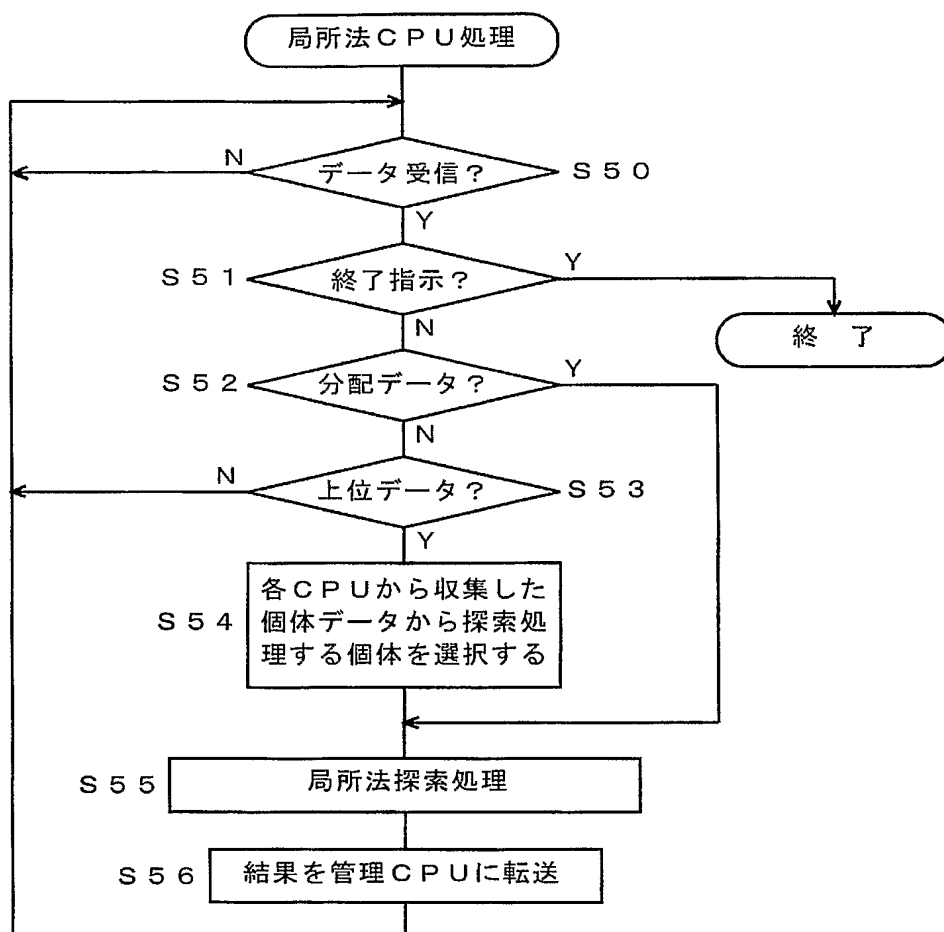 局所法CPU処理
N
データ受信?
S50
Y
S51
終了指示?
Y
N
終 了
S52
分配データ?
Y
N
N
上位データ?
S53
Y
S54
各CPUから収集した
個体データから探索処
理する個体を選択する
S55
局所法探索処理
S56
結果を管理CPUに転送